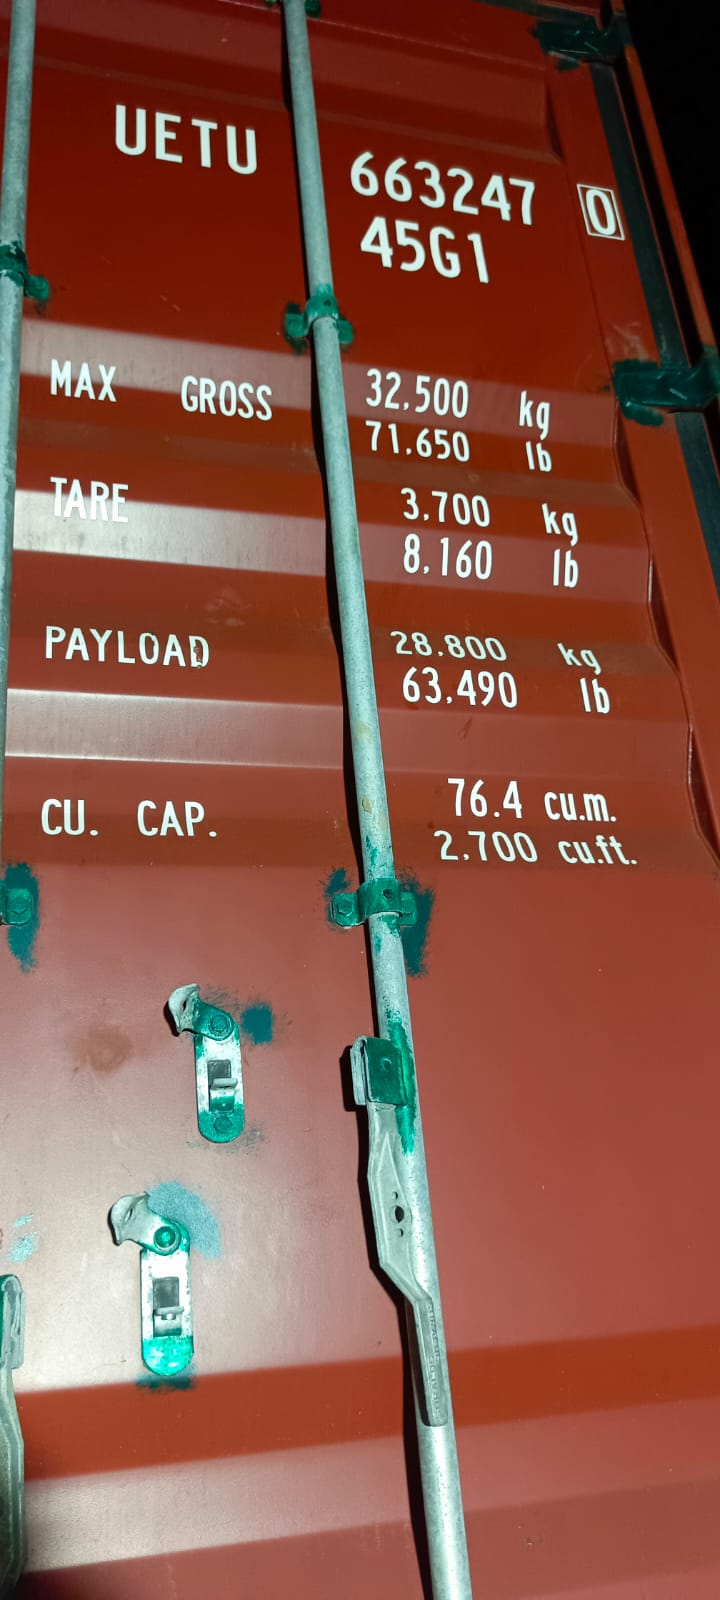 UETU 663247 0
45G1
MAX GROSS 32,500 kg
71,650 lb
TARE 3,700 kg
8,160 lb
PAYLOAD 28,800 kg
63,490 lb
CU. CAP. 76.4 cu.m.
2,700 cu.ft.